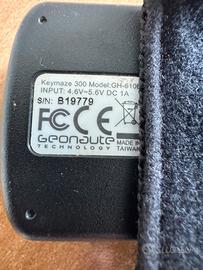 Keymaze 300 Model:GH-610
INPUT: 4.6V~5.6V DC 1A
S/N: B19779
FCC CE
GEONAUTE
TECHNOLOGY
MADE IN
TAIWAN